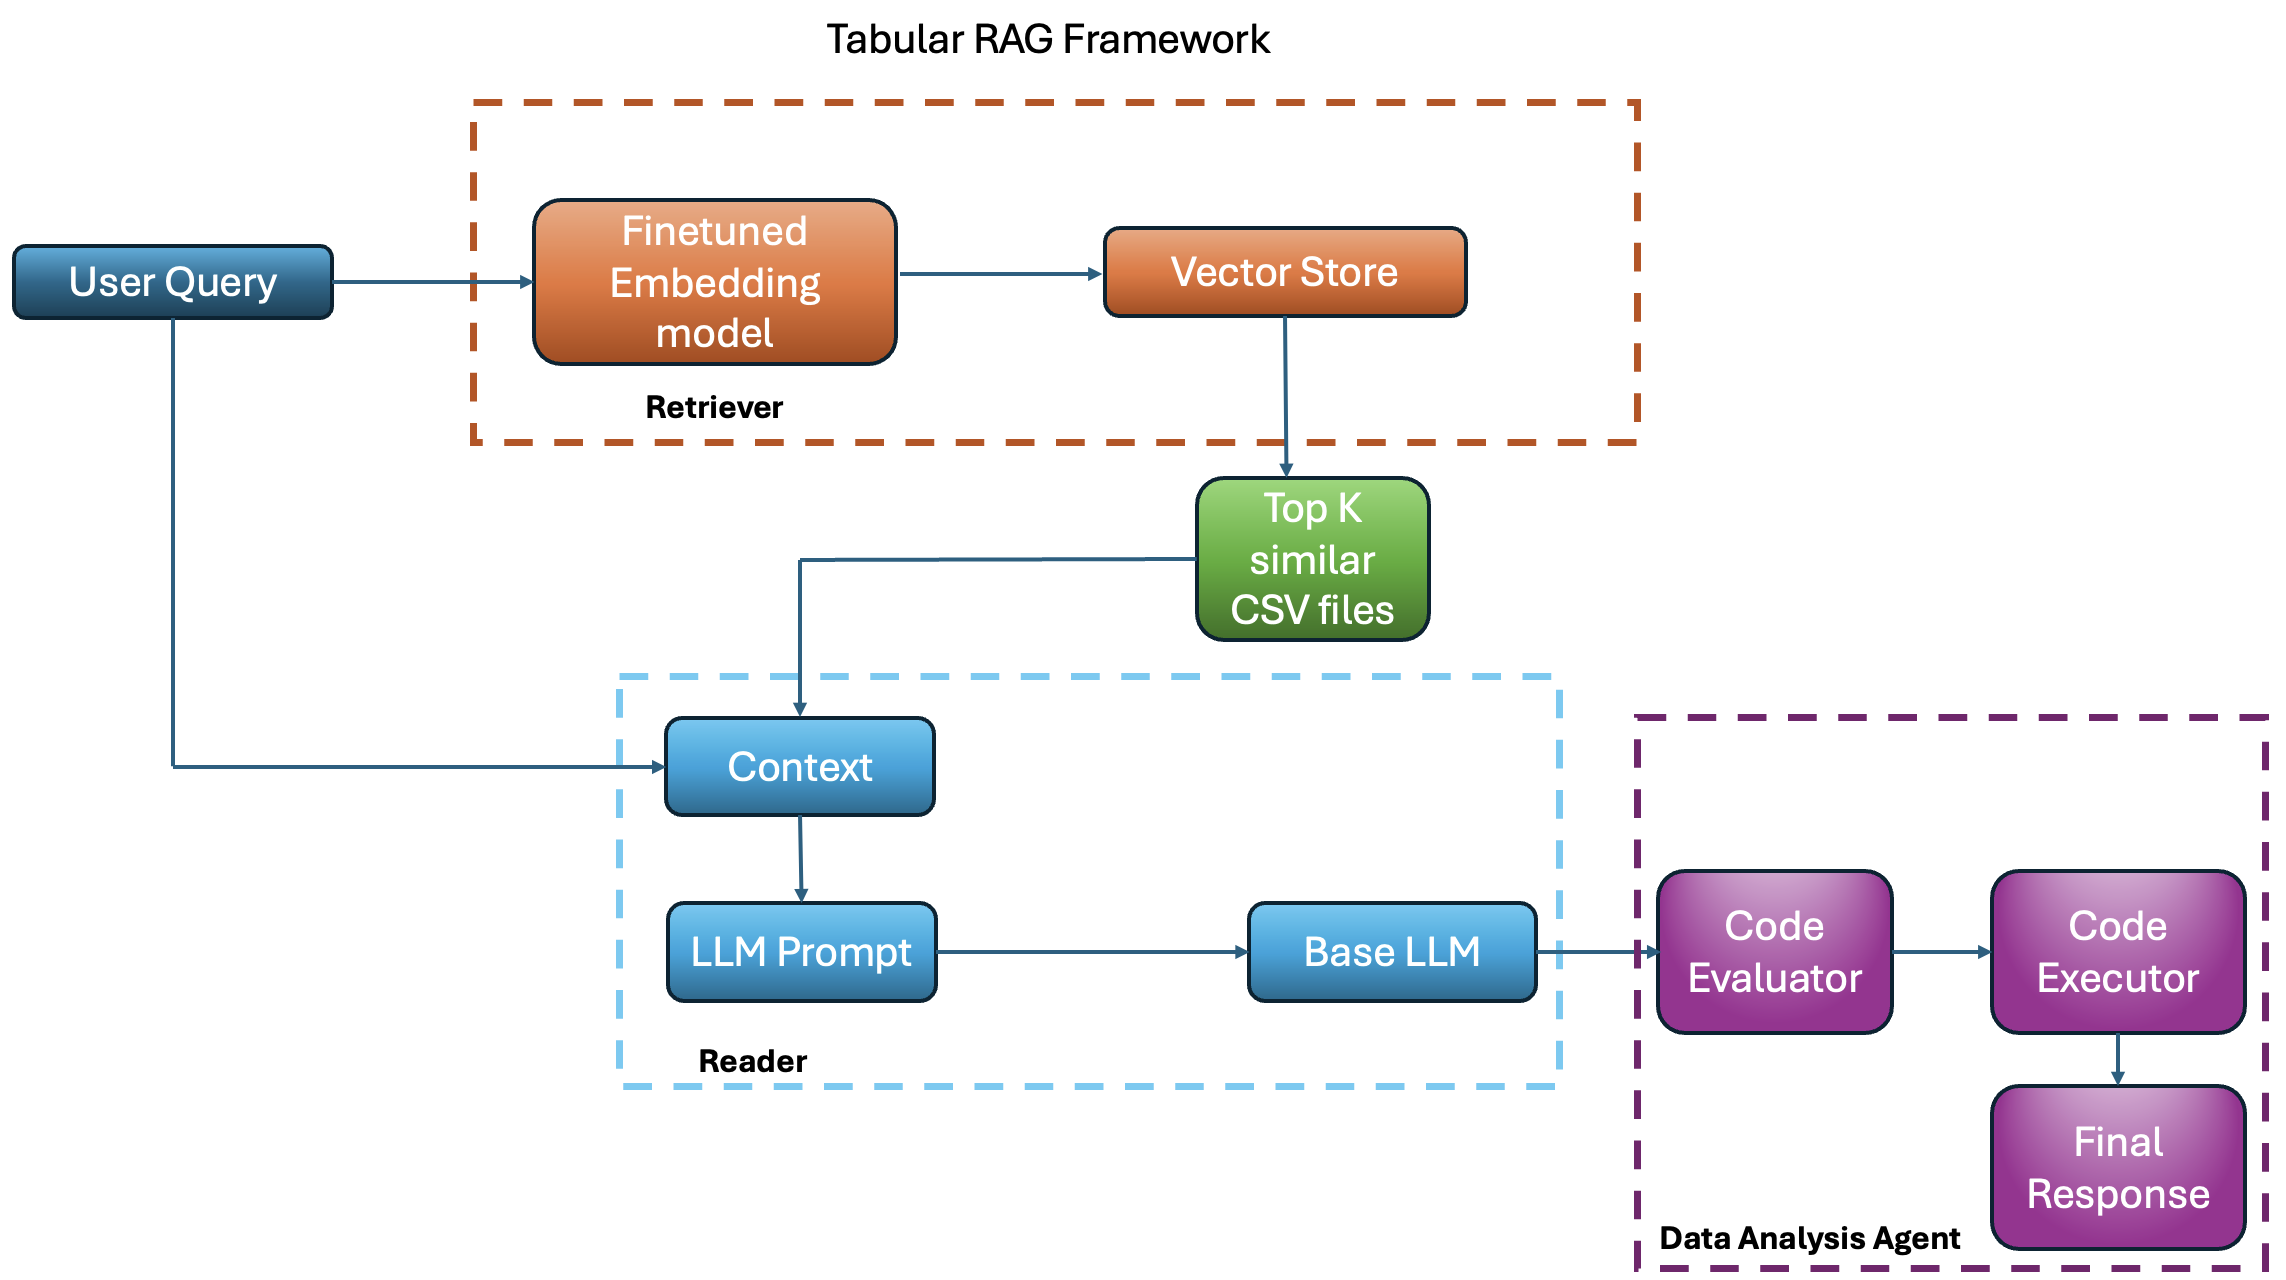 Tabular RAG Framework
User Query
Finetuned
Embedding
model
Vector Store
Retriever
Top K
similar
CSV files
Context
LLM Prompt
Base LLM
Reader
Code
Evaluator
Code
Executor
Final
Response
Data Analysis Agent